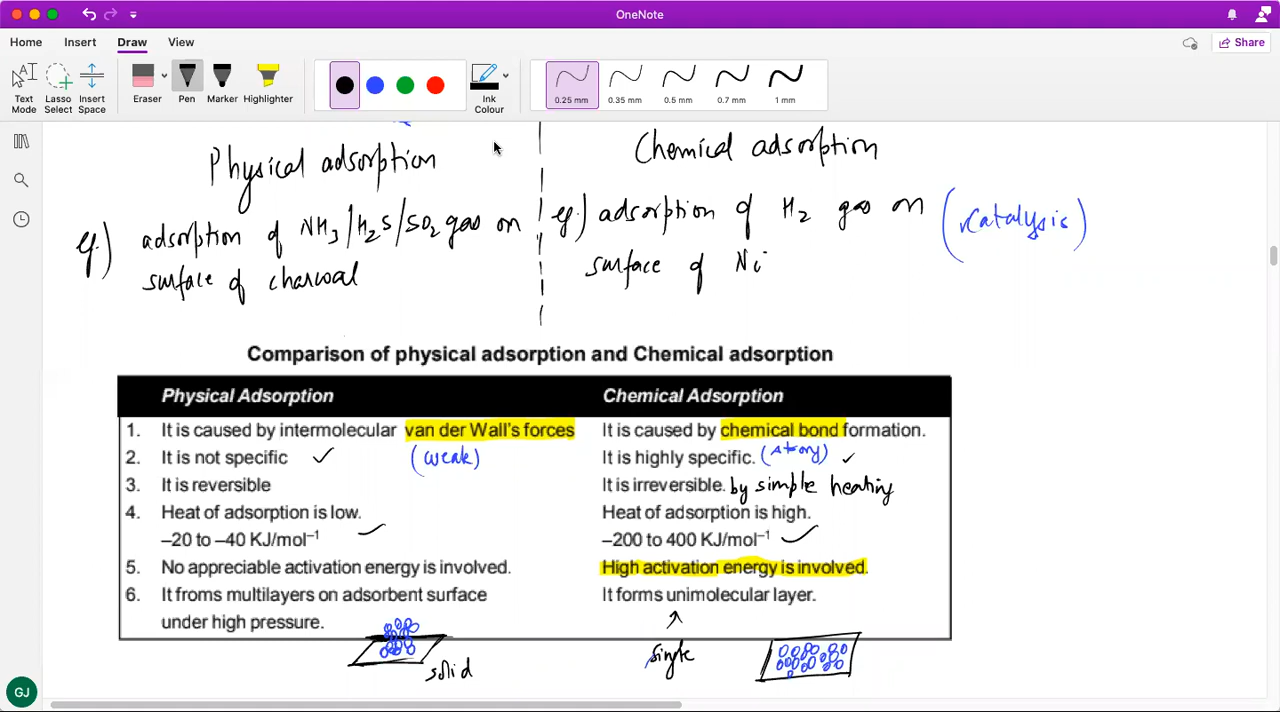 OneNote
Home Insert Draw View Share
Text Mode
Lasso Select
Insert Space
Eraser
Pen
Marker
Highlighter
Ink Colour
0.25 mm 0.35 mm 0.5 mm 0.7 mm 1 mm
Physical adsorption
eg.) adsorption of NH3/H2S/SO2 gas on
surface of charcoal
Chemical adsorption
eg.) adsorption of H2 gas on (Catalysis)
surface of Ni
Comparison of physical adsorption and Chemical adsorption
Physical Adsorption Chemical Adsorption
1. It is caused by intermolecular van der Wall's forces It is caused by chemical bond formation.
2. It is not specific ✓ (weak) It is highly specific. (strong) ✓
3. It is reversible It is irreversible. by simple heating
4. Heat of adsorption is low. Heat of adsorption is high.
–20 to –40 KJ/mol⁻¹ ✓ –200 to 400 KJ/mol⁻¹ ✓
5. No appreciable activation energy is involved. High activation energy is involved.
6. It froms multilayers on adsorbent surface It forms unimolecular layer.
under high pressure.
solid
single
GJ